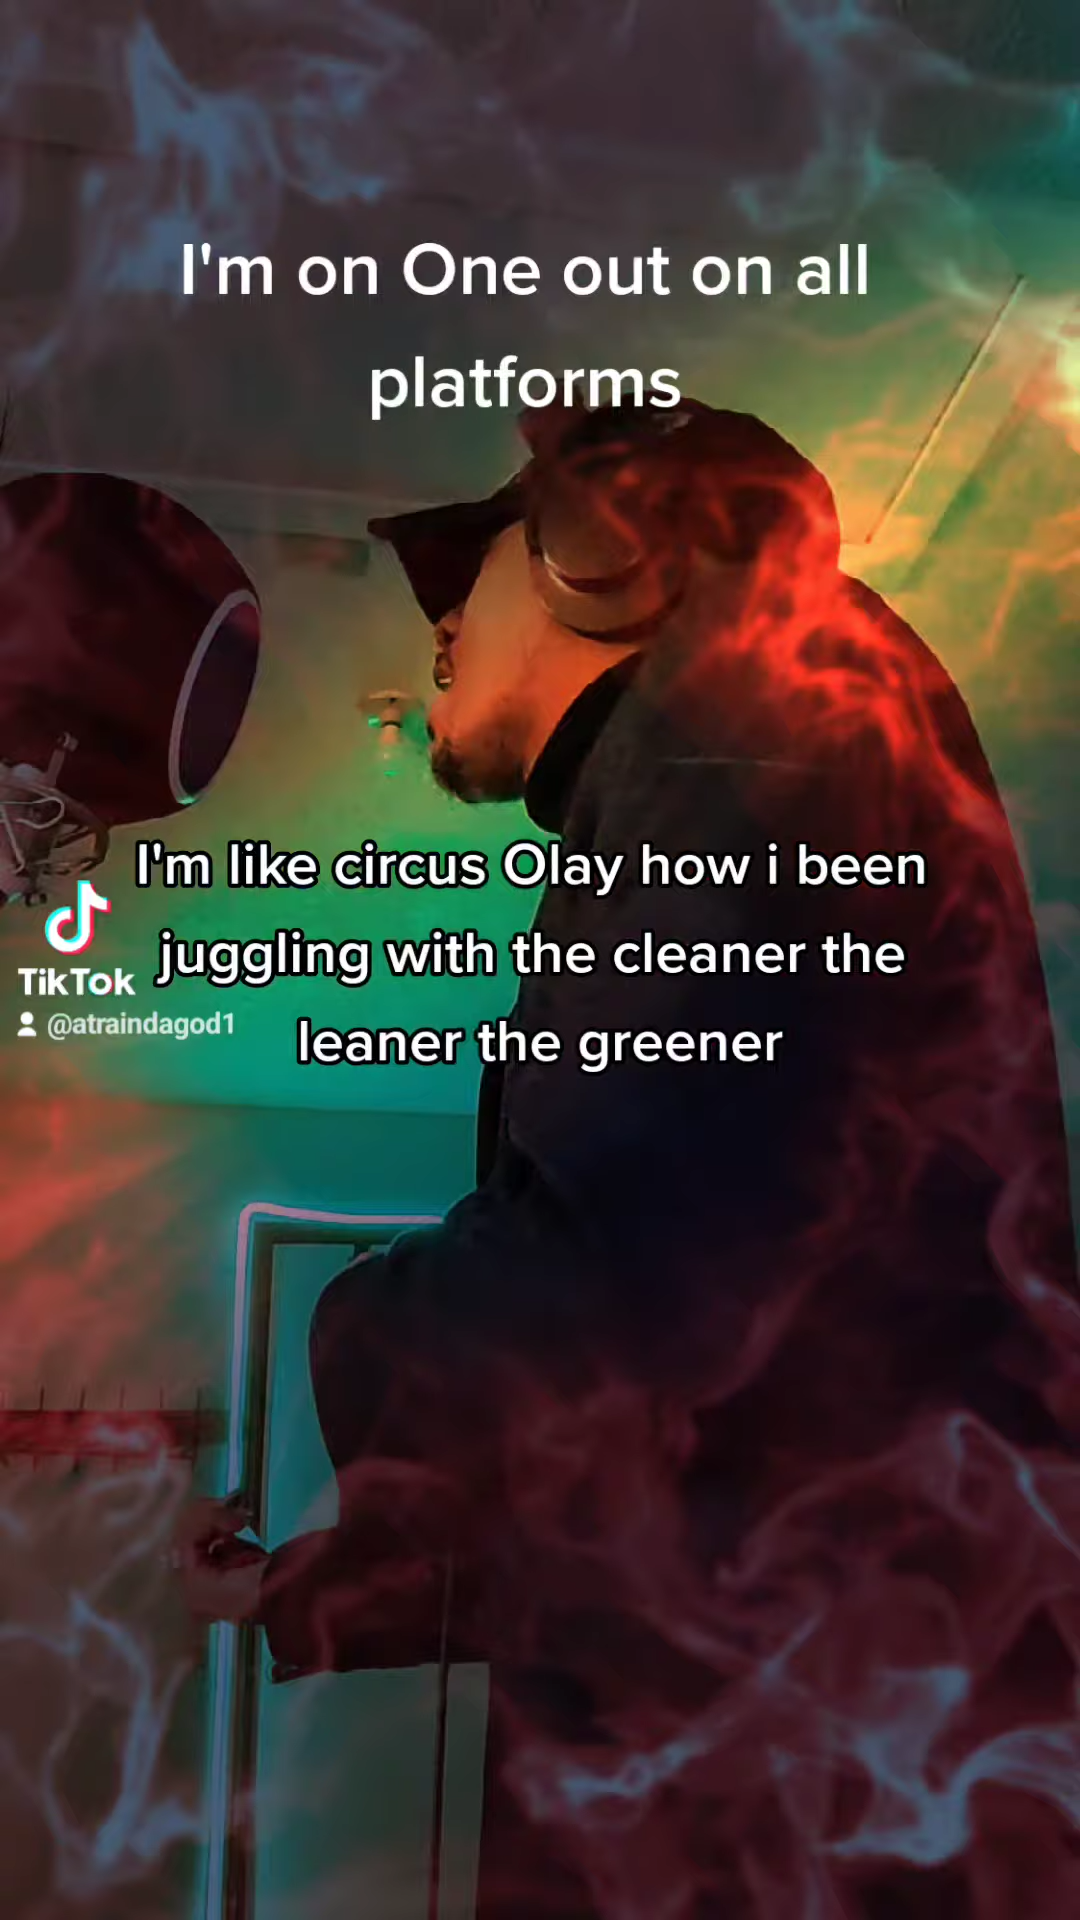 I'm on One out on all
platforms
I'm like circus Olay how i been
juggling with the cleaner the
leaner the greener
TikTok
@atraindagod1